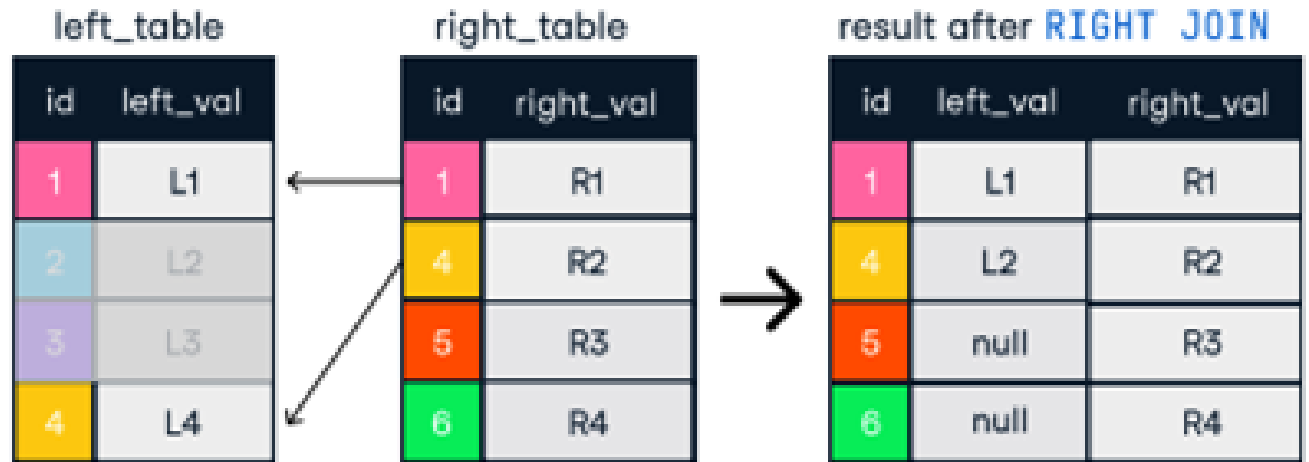 left_table right_table result after RIGHT JOIN
id left_val id right_val id left_val right_val
1 L1 1 R1 1 L1 R1
2 L2 4 R2 4 L2 R2
3 L3 5 R3 5 null R3
4 L4 6 R4 6 null R4